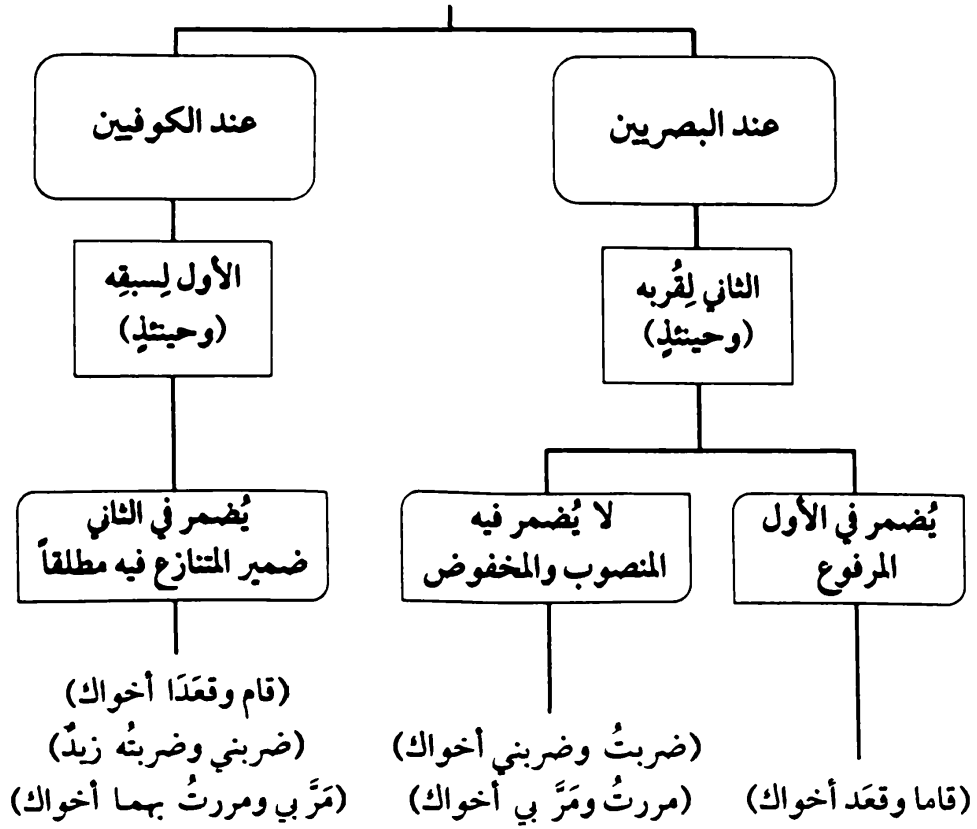 عند البصريين
عند الكوفيين
الثاني لِقُربه
(وحينئذٍ)
الأول لِسبقِه
(وحينئذٍ)
يُضمر في الأول
المرفوع
لا يُضمر فيه
المنصوب والمخفوض
يُضمر في الثاني
ضمير المتنازع فيه مطلقاً
(قاما وقعَد أخواك)
(ضربتُ وضربني أخواك)
(مررتُ ومَرَّ بي أخواك)
(قام وقعَدَا أخواك)
(ضربني وضربتُه زيدٌ)
(مَرَّ بي ومررتُ بهما أخواك)